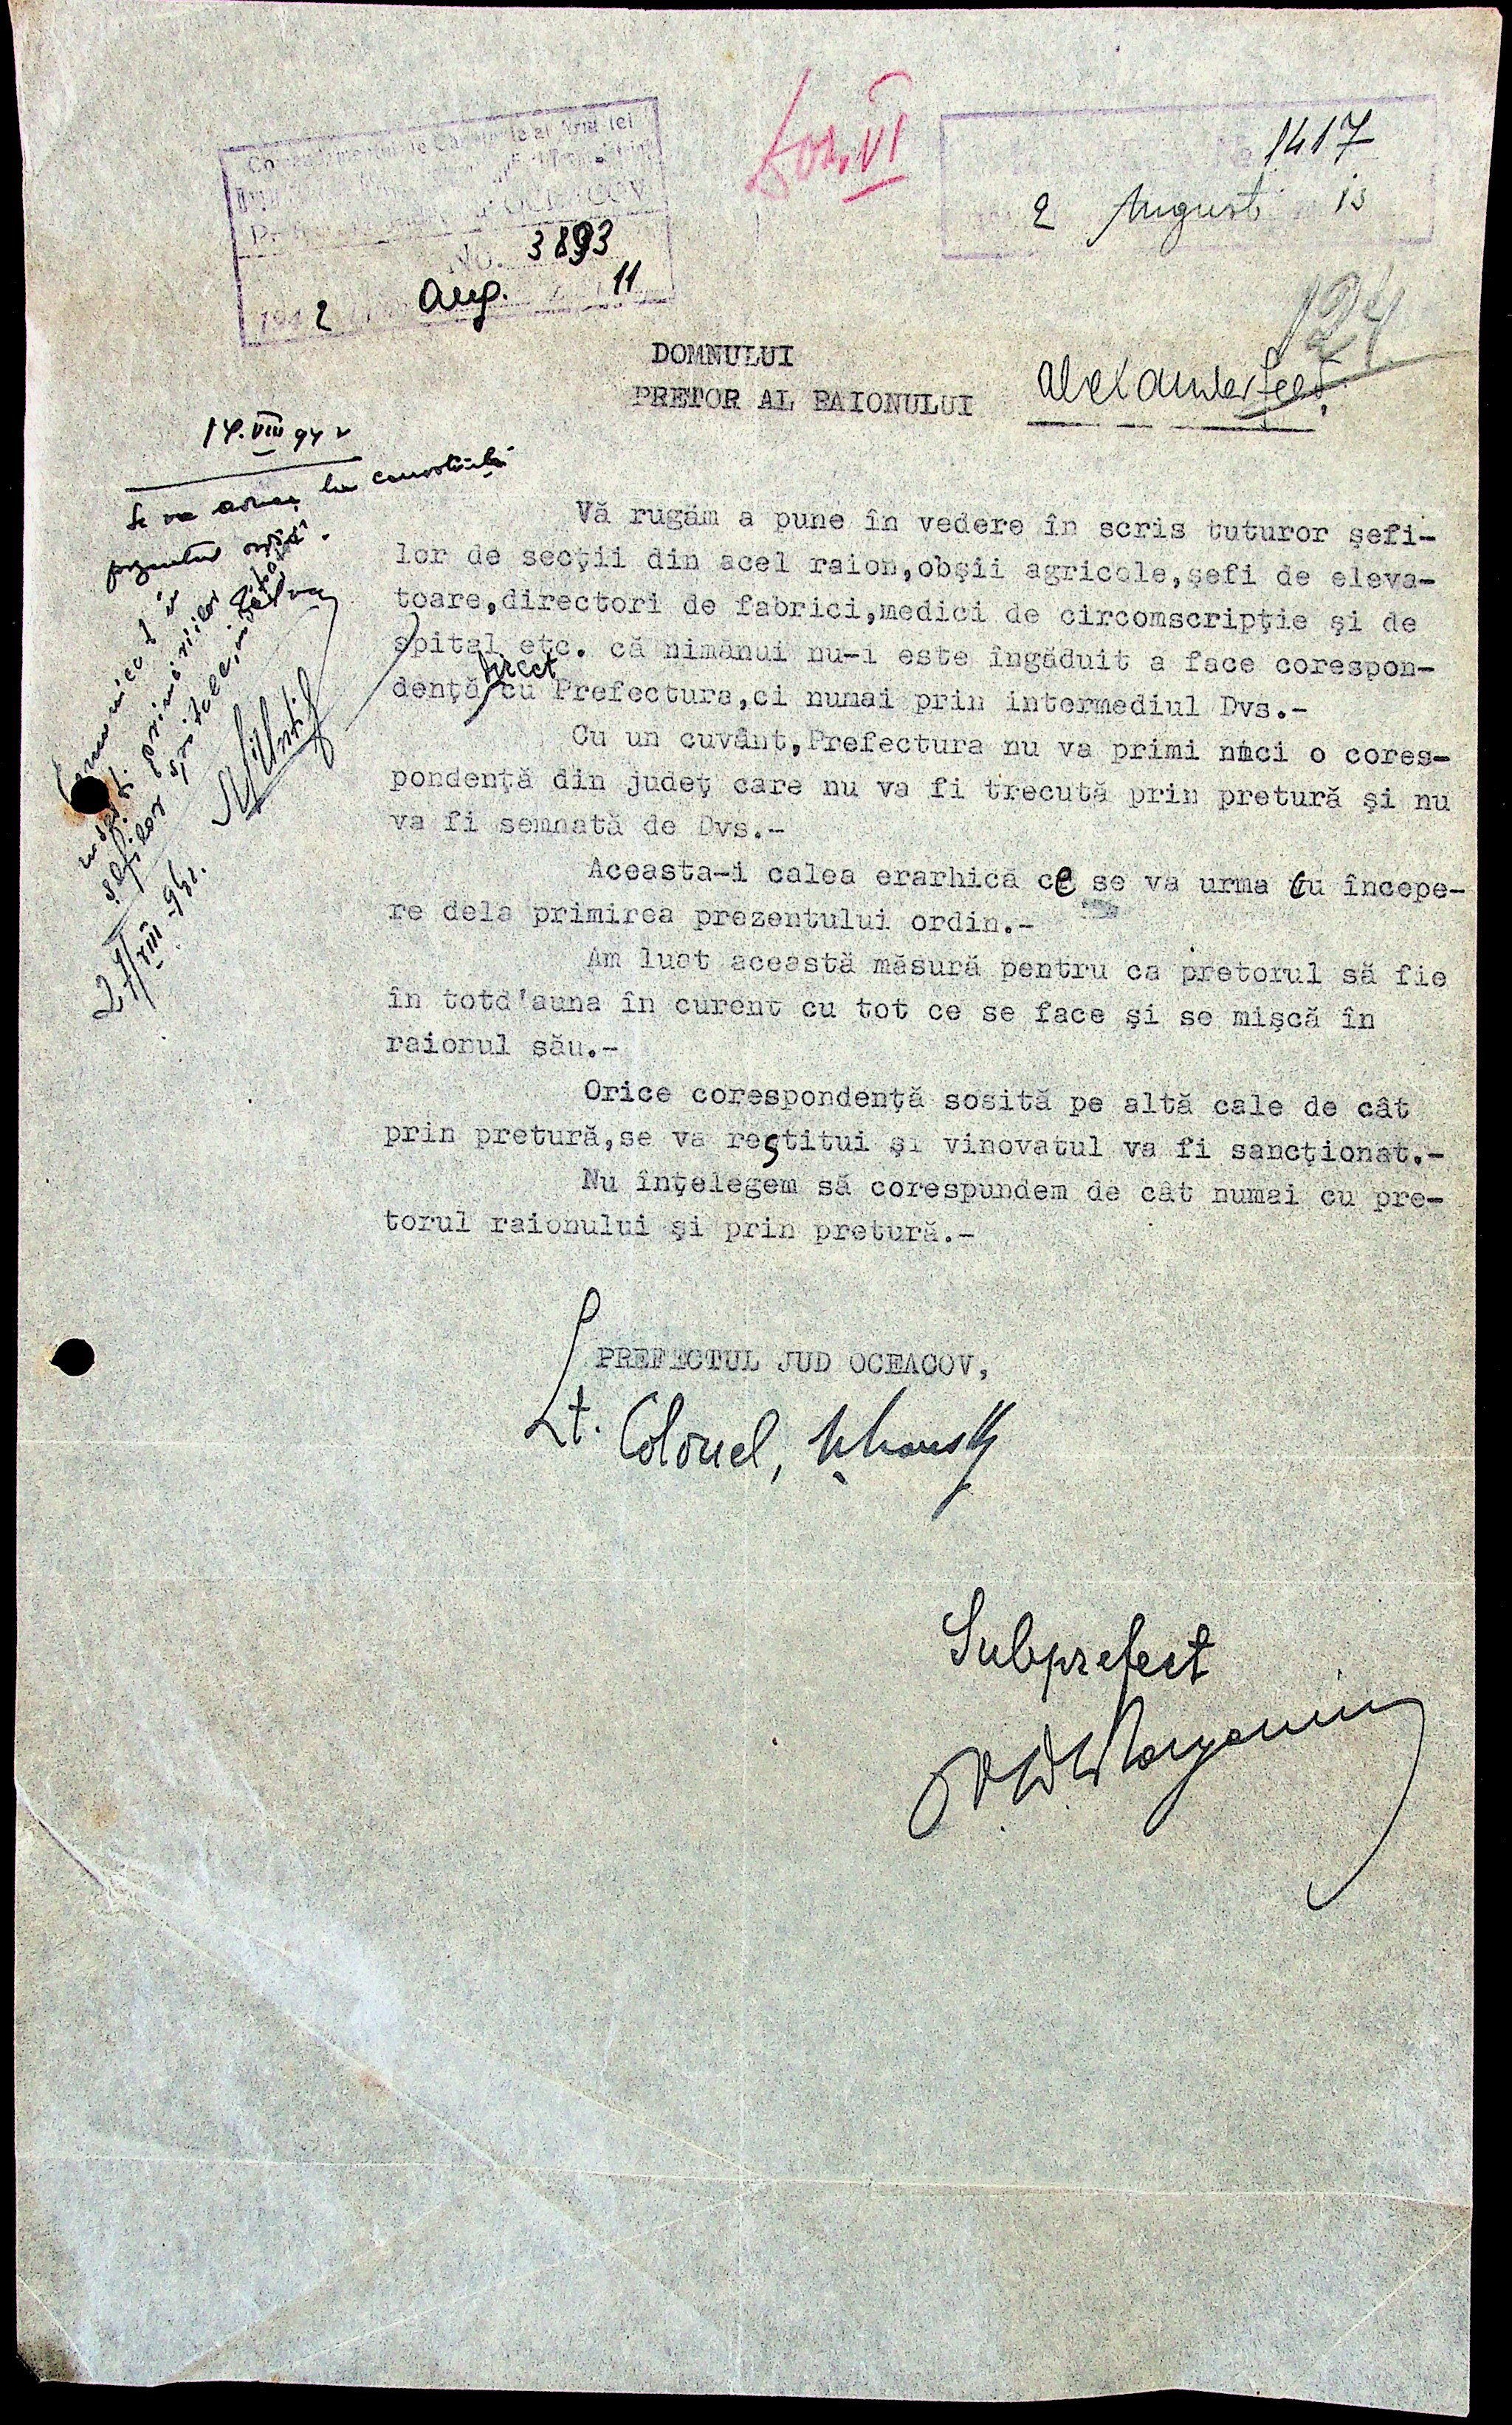 No. 3893
1942 Aug. 11
1417
2 August 13
124
DOMNULUI
PRETOR AL RAIONULUI Alexanderfeld.
14.VIII 942
Se va aduce la
Vă rugăm a pune în vedere în scris tuturor şefi-
lor de secţii din acel raion,obşii agricole,şefi de eleva-
toare,directori de fabrici,medici de circomscripţie şi de
spital etc. că nimănui nu-i este îngăduit a face corespon-
denţă direct cu Prefectura,ci numai prin intermediul Dvs.-
Cu un cuvânt,Prefectura nu va primi nici o cores-
pondenţă din judeţ care nu va fi trecută prin pretură şi nu
va fi semnată de Dvs.-
Aceasta-i calea erarhică ce se va urma cu începe-
re dela primirea prezentului ordin.-
Am luat această măsură pentru ca pretorul să fie
în totd'auna în curent cu tot ce se face şi se mişcă în
raionul său.-
Orice corespondenţă sosită pe altă cale de cât
prin pretură,se va restitui şi vinovatul va fi sancţionat.-
Nu înţelegem să corespundem de cât numai cu pre-
torul raionului şi prin pretură.-
PREFECTUL JUD OCEACOV,
Lt. Colonel,
Subprefect